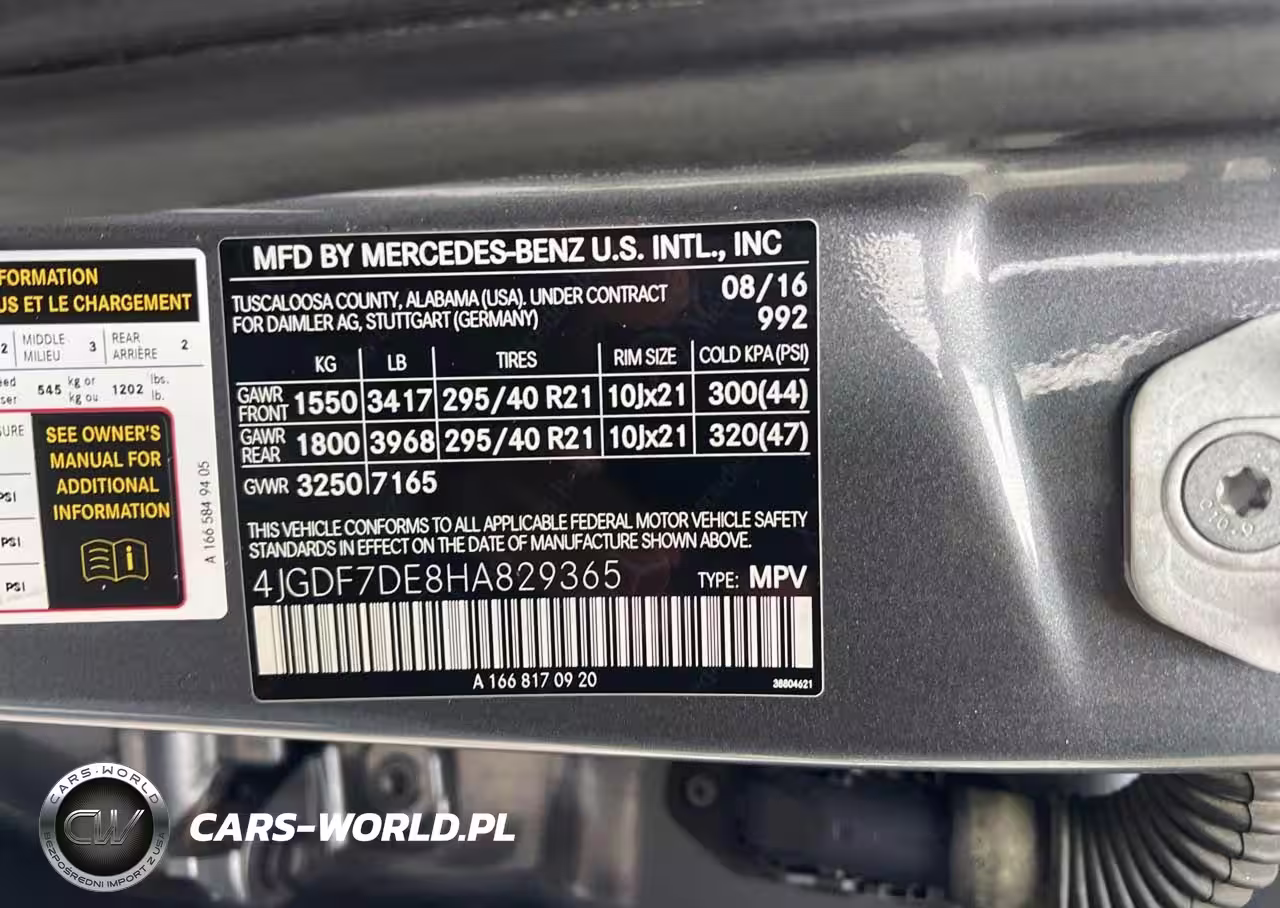 FORMATION
US ET LE CHARGEMENT
2 MIDDLE MILIEU 3 REAR ARRIÈRE 2
545 kg or kg ou 1202 lbs. lb.
SEE OWNER'S
MANUAL FOR
ADDITIONAL
INFORMATION
PSI
PSI
PSI
A 166 584 94 05
MFD BY MERCEDES-BENZ U.S. INTL., INC
TUSCALOOSA COUNTY, ALABAMA (USA). UNDER CONTRACT 08/16
FOR DAIMLER AG, STUTTGART (GERMANY) 992
KG LB TIRES RIM SIZE COLD KPA (PSI)
GAWR FRONT 1550 3417 295/40 R21 10Jx21 300(44)
GAWR REAR 1800 3968 295/40 R21 10Jx21 320(47)
GVWR 3250 7165
THIS VEHICLE CONFORMS TO ALL APPLICABLE FEDERAL MOTOR VEHICLE SAFETY
STANDARDS IN EFFECT ON THE DATE OF MANUFACTURE SHOWN ABOVE.
4JGDF7DE8HA829365 TYPE: MPV
A 166 817 09 20 38804621
CARS-WORLD
CW
BEZPOŚREDNI IMPORT Z USA
CARS-WORLD.PL